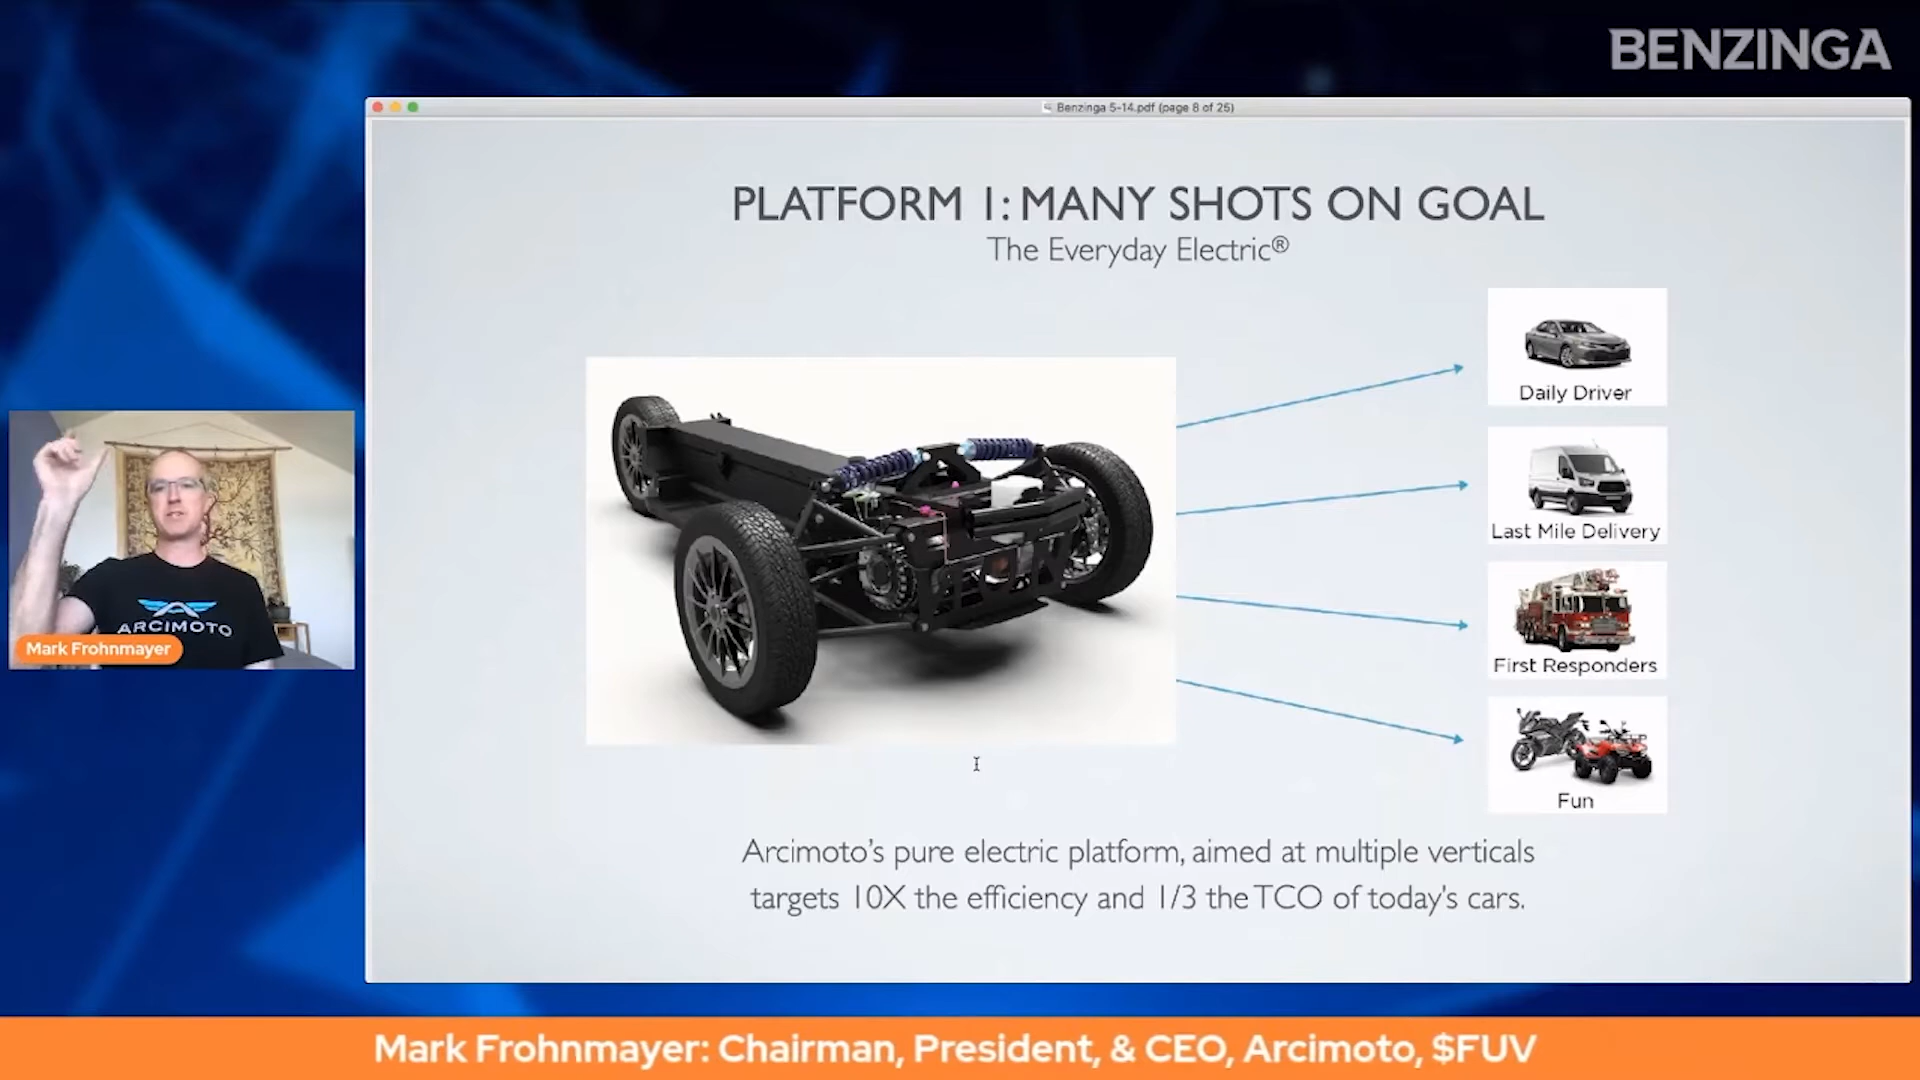 BENZINGA
Benzinga 5-14.pdf (page 8 of 25)
PLATFORM 1: MANY SHOTS ON GOAL
The Everyday Electric®
Daily Driver
Last Mile Delivery
First Responders
Fun
FUV
Arcimoto's pure electric platform, aimed at multiple verticals
targets 10X the efficiency and 1/3 the TCO of today's cars.
ARCIMOTO
Mark Frohnmayer
Mark Frohnmayer: Chairman, President, & CEO, Arcimoto, $FUV